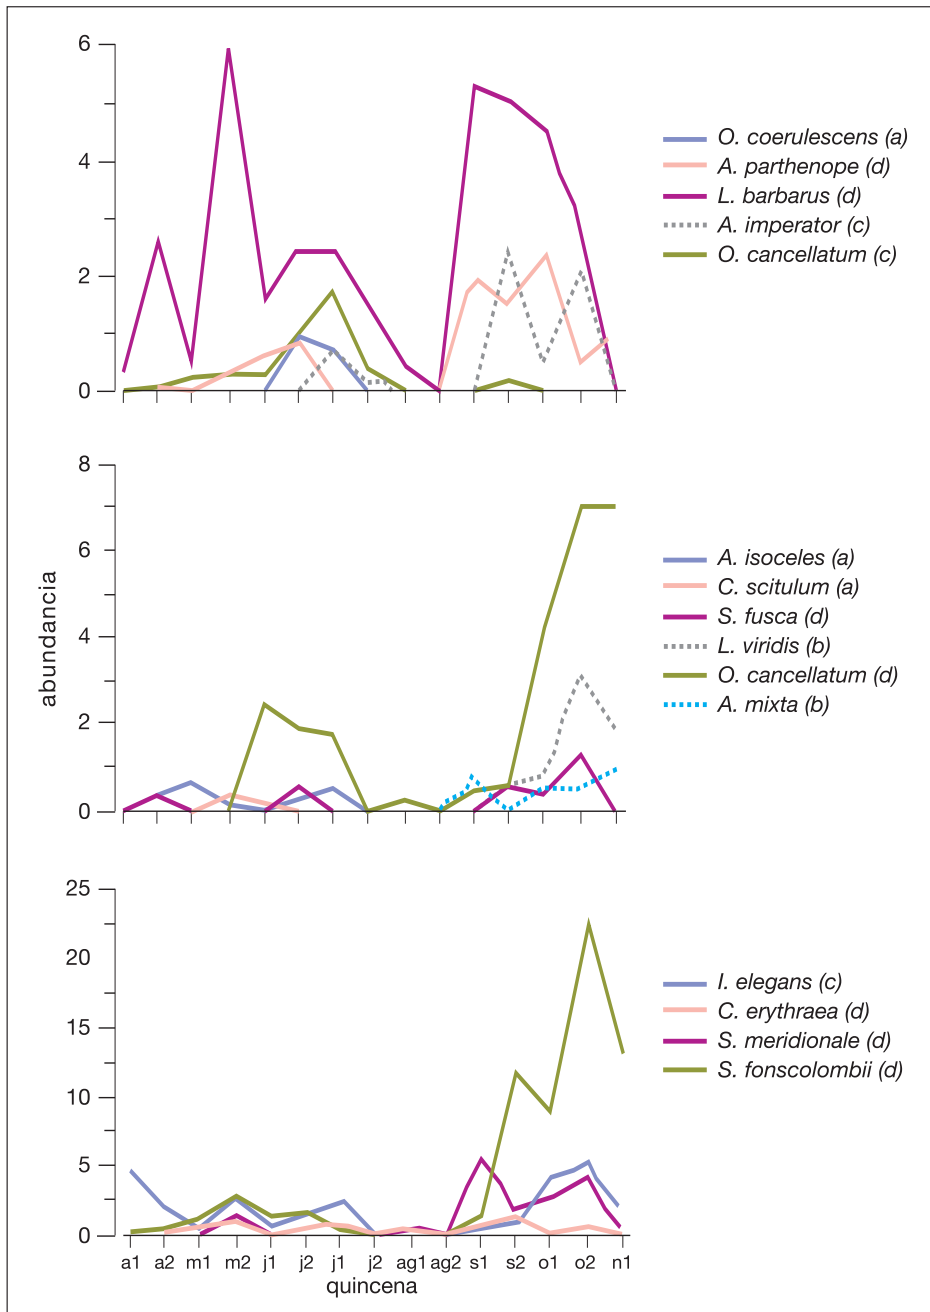 6
4
2
0
O. coerulescens (a)
A. parthenope (d)
L. barbarus (d)
A. imperator (c)
O. cancellatum (c)
abundancia
8
6
4
2
0
A. isoceles (a)
C. scitulum (a)
S. fusca (d)
L. viridis (b)
O. cancellatum (d)
A. mixta (b)
25
20
15
10
5
0
I. elegans (c)
C. erythraea (d)
S. meridionale (d)
S. fonscolombii (d)
a1 a2 m1 m2 j1 j2 j1 j2 ag1 ag2 s1 s2 o1 o2 n1
quincena